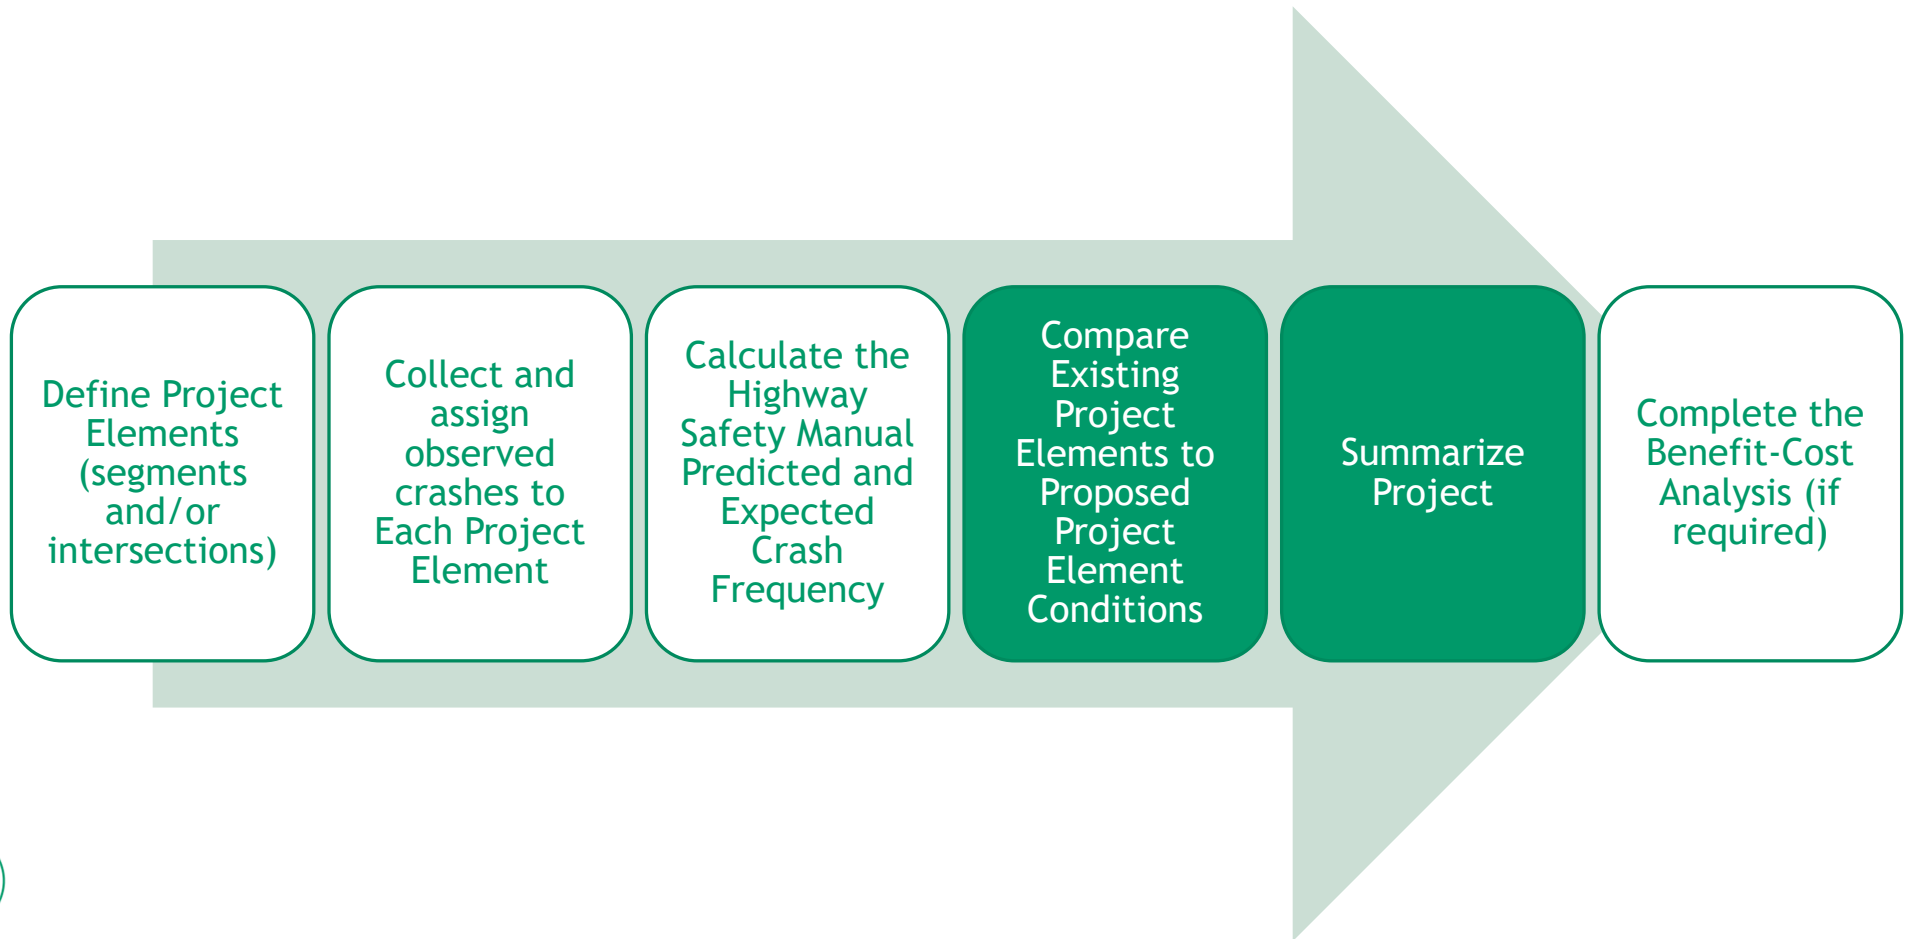 Define Project
Elements
(segments
and/or
intersections)
Collect and
assign
observed
crashes to
Each Project
Element
Calculate the
Highway
Safety Manual
Predicted and
Expected
Crash
Frequency
Compare
Existing
Project
Elements to
Proposed
Project
Element
Conditions
Summarize
Project
Complete the
Benefit-Cost
Analysis (if
required)